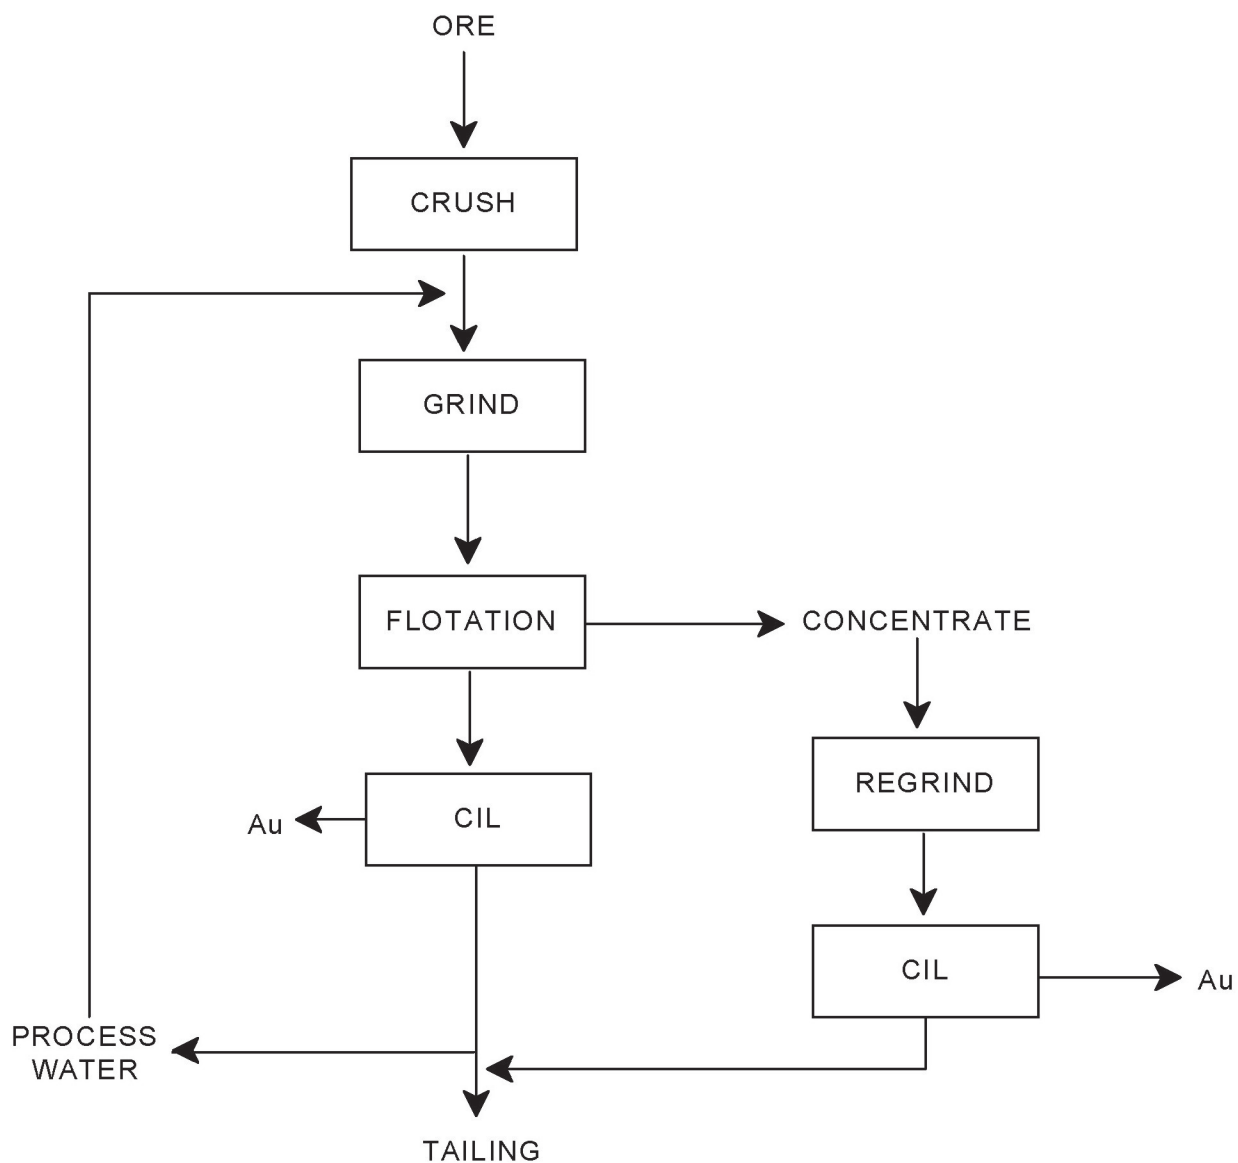 ORE
CRUSH
GRIND
FLOTATION
CONCENTRATE
REGRIND
Au
CIL
CIL
Au
PROCESS
WATER
TAILING